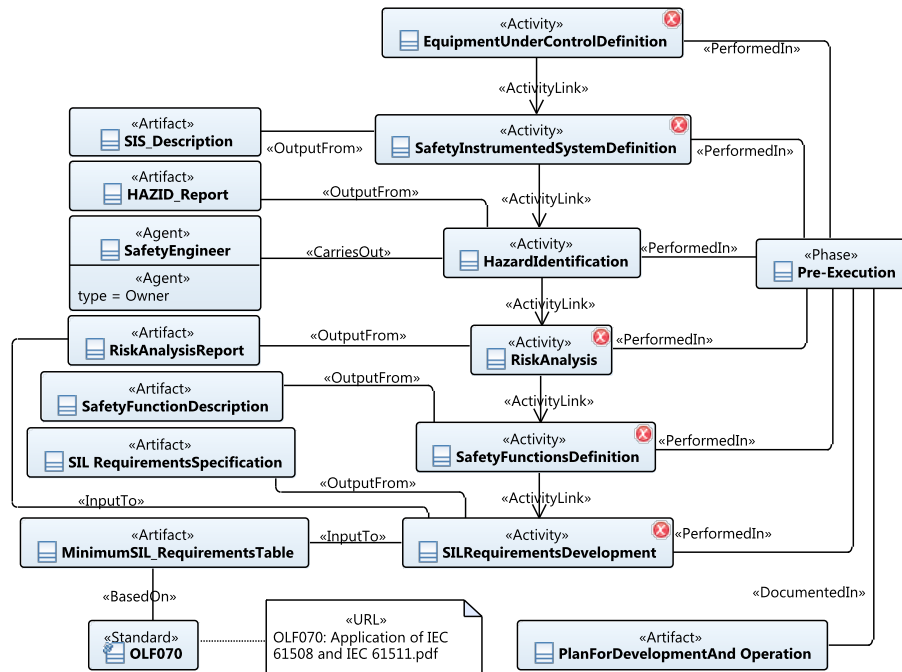 «Activity»
EquipmentUnderControlDefinition
«PerformedIn»
«ActivityLink»
«Artifact»
SIS_Description
«OutputFrom»
«Activity»
SafetyInstrumentedSystemDefinition
«PerformedIn»
«Artifact»
HAZID_Report
«OutputFrom»
«ActivityLink»
«Agent»
SafetyEngineer
«Agent»
type = Owner
«CarriesOut»
«Activity»
HazardIdentification
«PerformedIn»
«Phase»
Pre-Execution
«ActivityLink»
«Artifact»
RiskAnalysisReport
«OutputFrom»
«Activity»
RiskAnalysis
«PerformedIn»
«Artifact»
SafetyFunctionDescription
«OutputFrom»
«ActivityLink»
«Artifact»
SIL RequirementsSpecification
«OutputFrom»
«Activity»
SafetyFunctionsDefinition
«PerformedIn»
«InputTo»
«ActivityLink»
«Artifact»
MinimumSIL_RequirementsTable
«InputTo»
«Activity»
SILRequirementsDevelopment
«PerformedIn»
«BasedOn»
«DocumentedIn»
«Standard»
OLF070
«URL»
OLF070: Application of IEC
61508 and IEC 61511.pdf
«Artifact»
PlanForDevelopmentAnd Operation